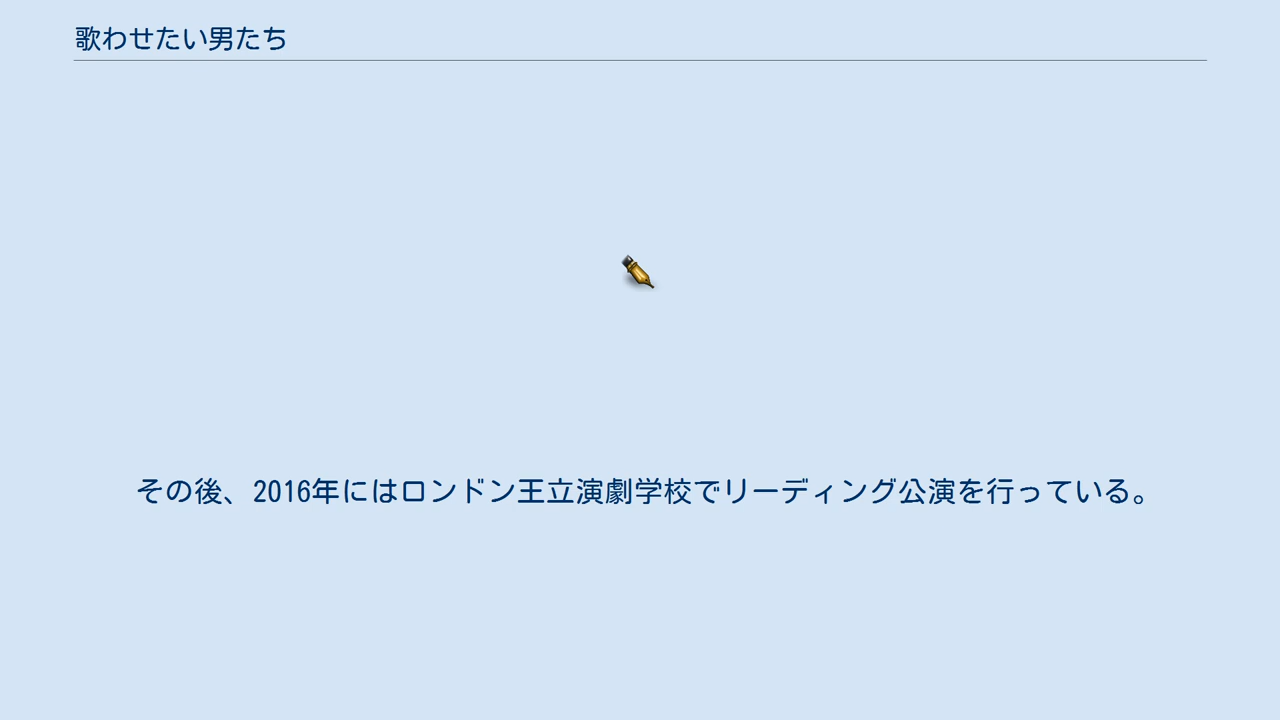 歌わせたい男たち
その後、2016年にはロンドン王立演劇学校でリーディング公演を行っている。